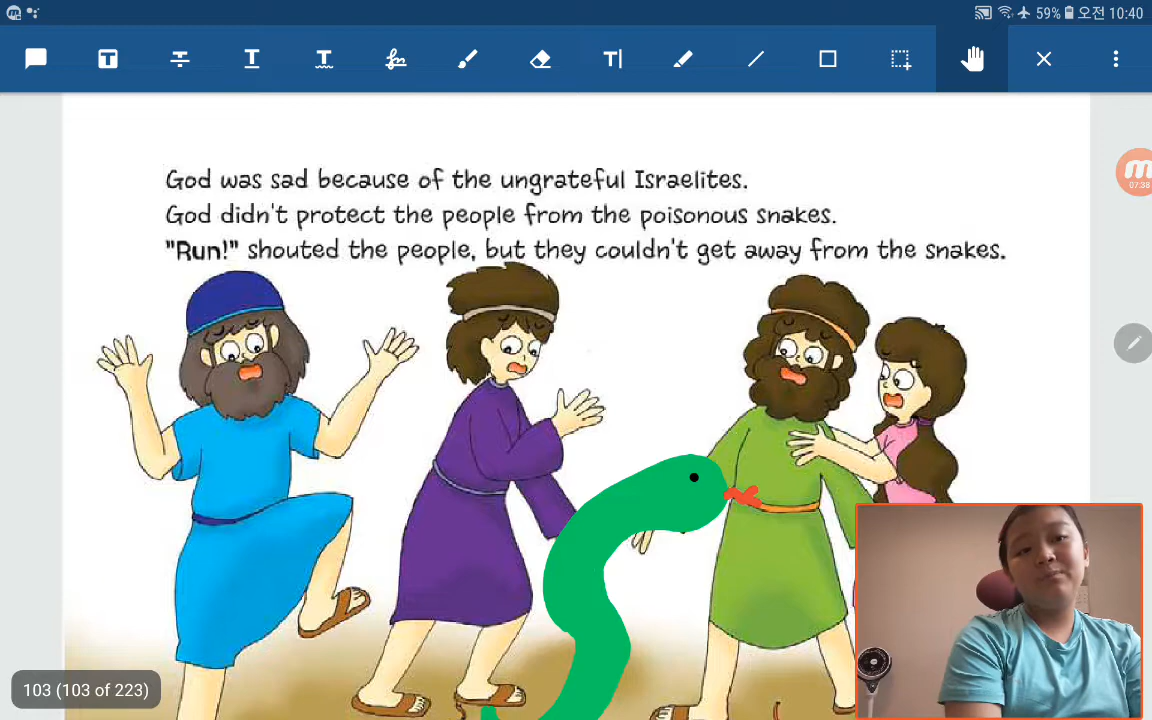 59% 오전 10:40
T T T T T|
God was sad because of the ungrateful Israelites.
God didn't protect the people from the poisonous snakes.
"Run!" shouted the people, but they couldn't get away from the snakes.
07:38
103 (103 of 223)